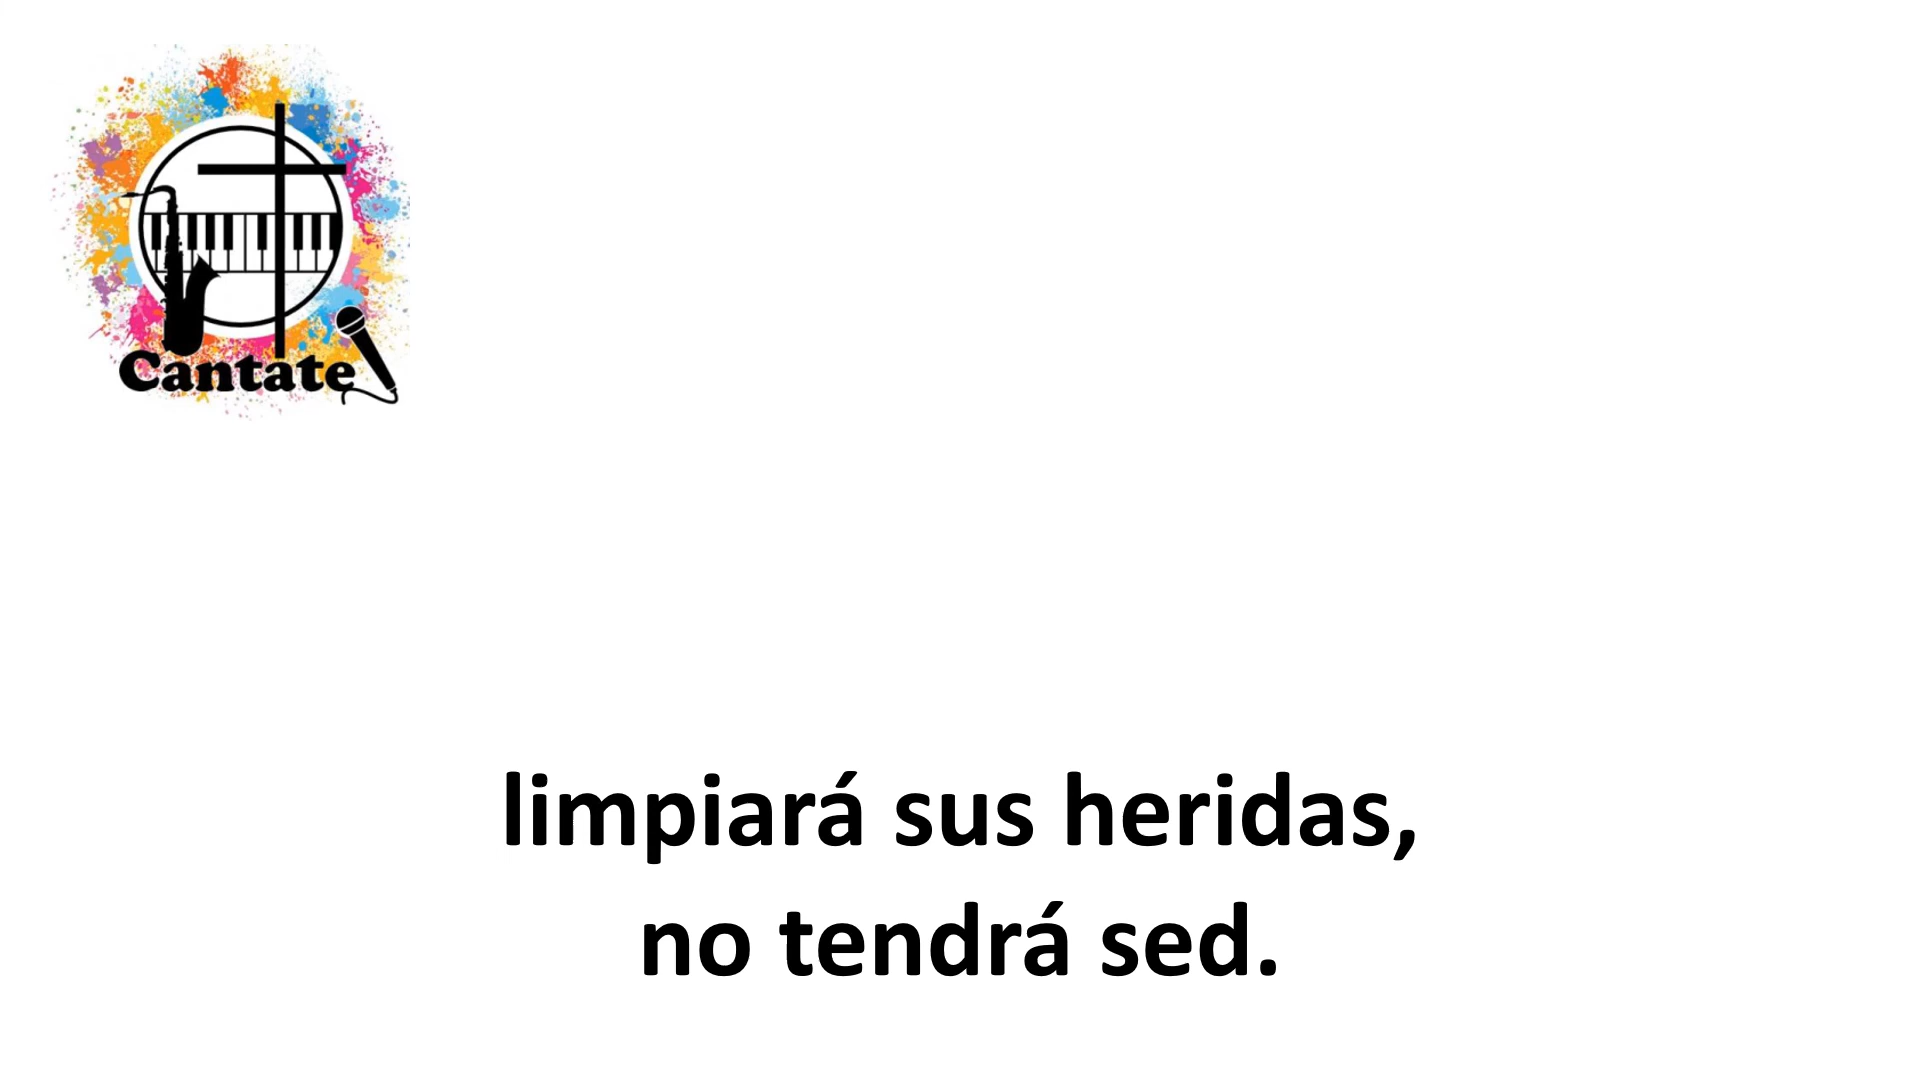 Cantate
limpiará sus heridas,
no tendrá sed.